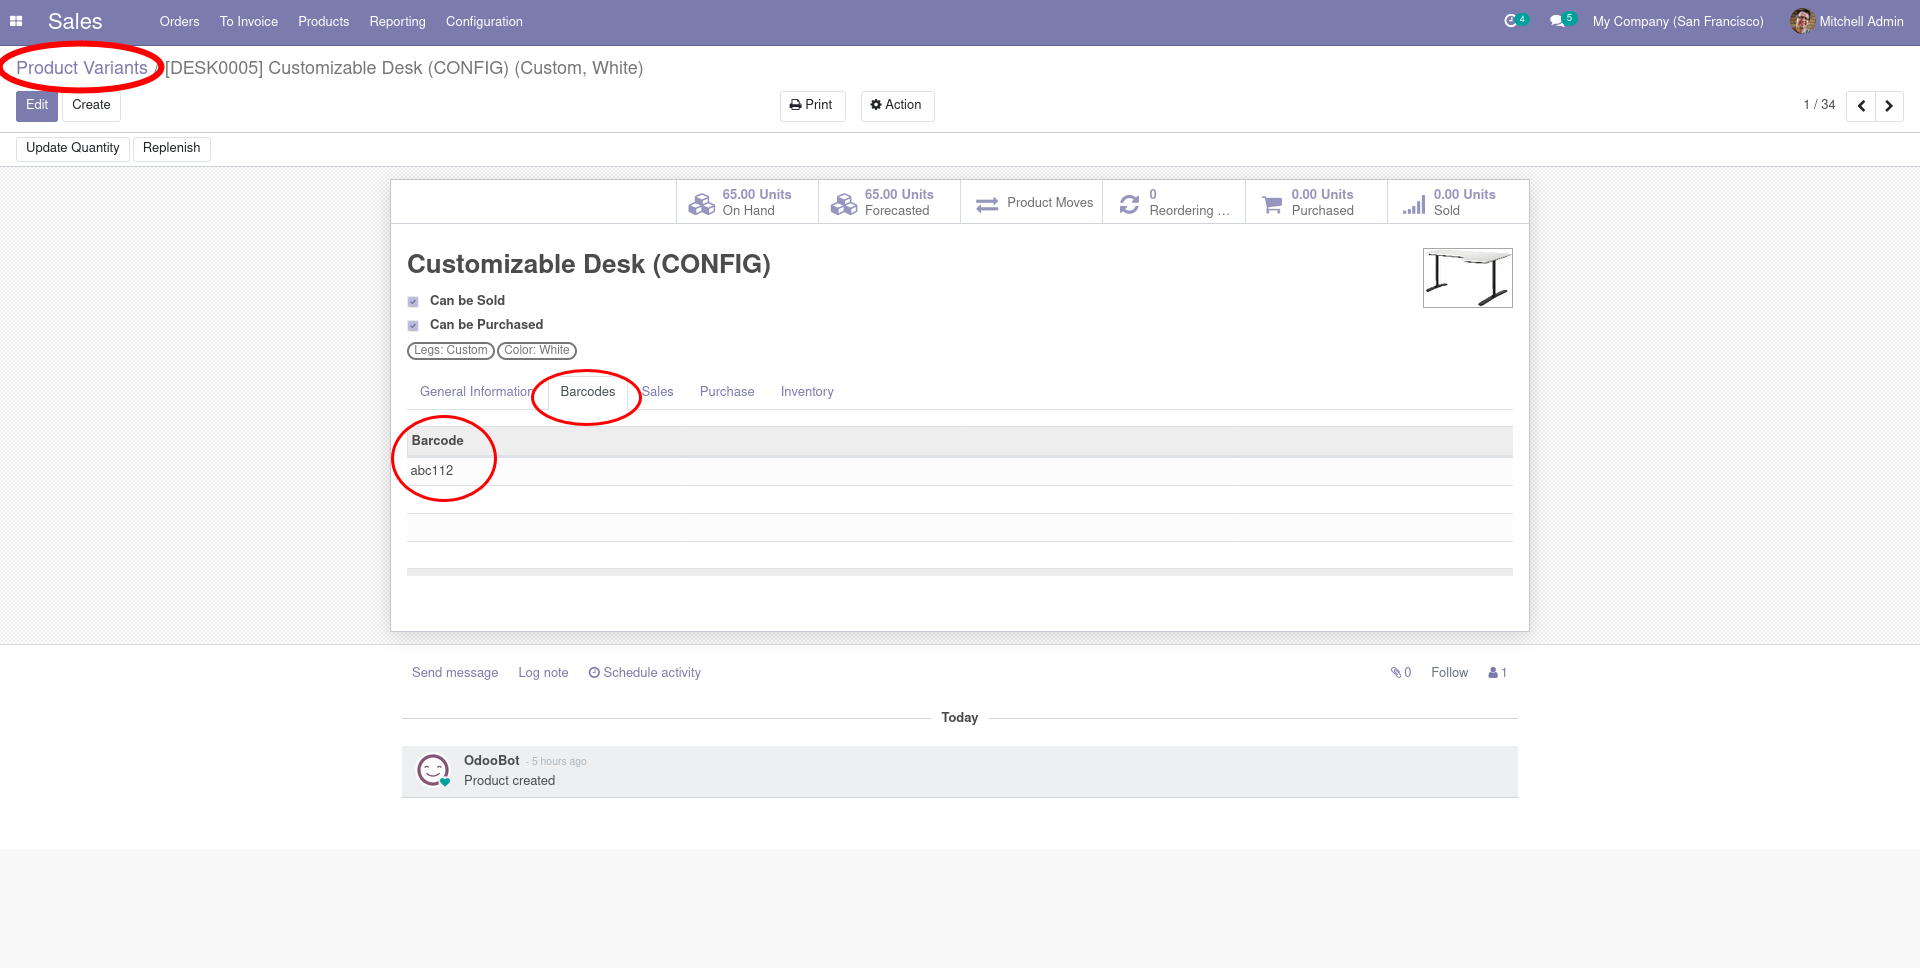 Sales Orders To Invoice Products Reporting Configuration 4 5 My Company (San Francisco) Mitchell Admin
Product Variants / [DESK0005] Customizable Desk (CONFIG) (Custom, White)
Edit Create Print Action 1 / 34
Update Quantity Replenish
65.00 Units 65.00 Units Product Moves 0 0.00 Units 0.00 Units
On Hand Forecasted Reordering ... Purchased Sold
Customizable Desk (CONFIG)
Can be Sold
Can be Purchased
Legs: Custom Color: White
General Information Barcodes Sales Purchase Inventory
Barcode
abc112
Send message Log note Schedule activity 0 Follow 1
Today
OdooBot - 5 hours ago
Product created